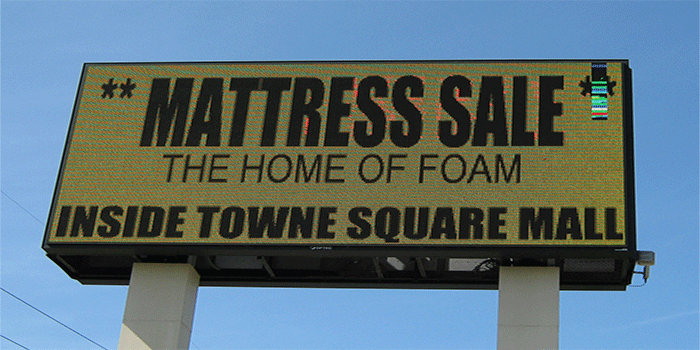 ** MATTRESS SALE *
THE HOME OF FOAM
INSIDE TOWNE SQUARE MALL